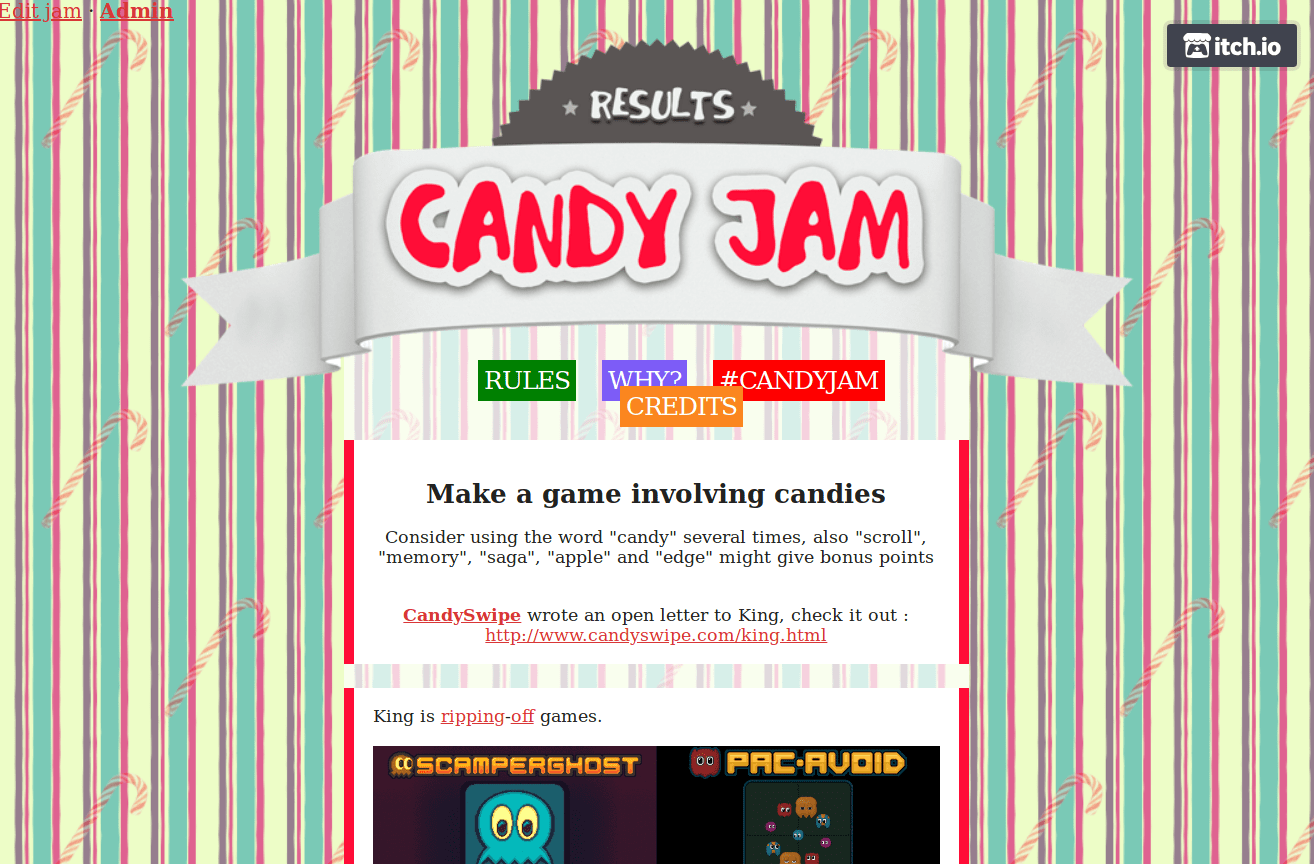 Edit jam · Admin
itch.io
RESULTS
CANDY JAM
RULES WHY? #CANDYJAM
CREDITS
Make a game involving candies
Consider using the word "candy" several times, also "scroll",
"memory", "saga", "apple" and "edge" might give bonus points
CandySwipe wrote an open letter to King, check it out :
http://www.candyswipe.com/king.html
King is ripping-off games.
SCAMPERGHOST PAC-AVOID